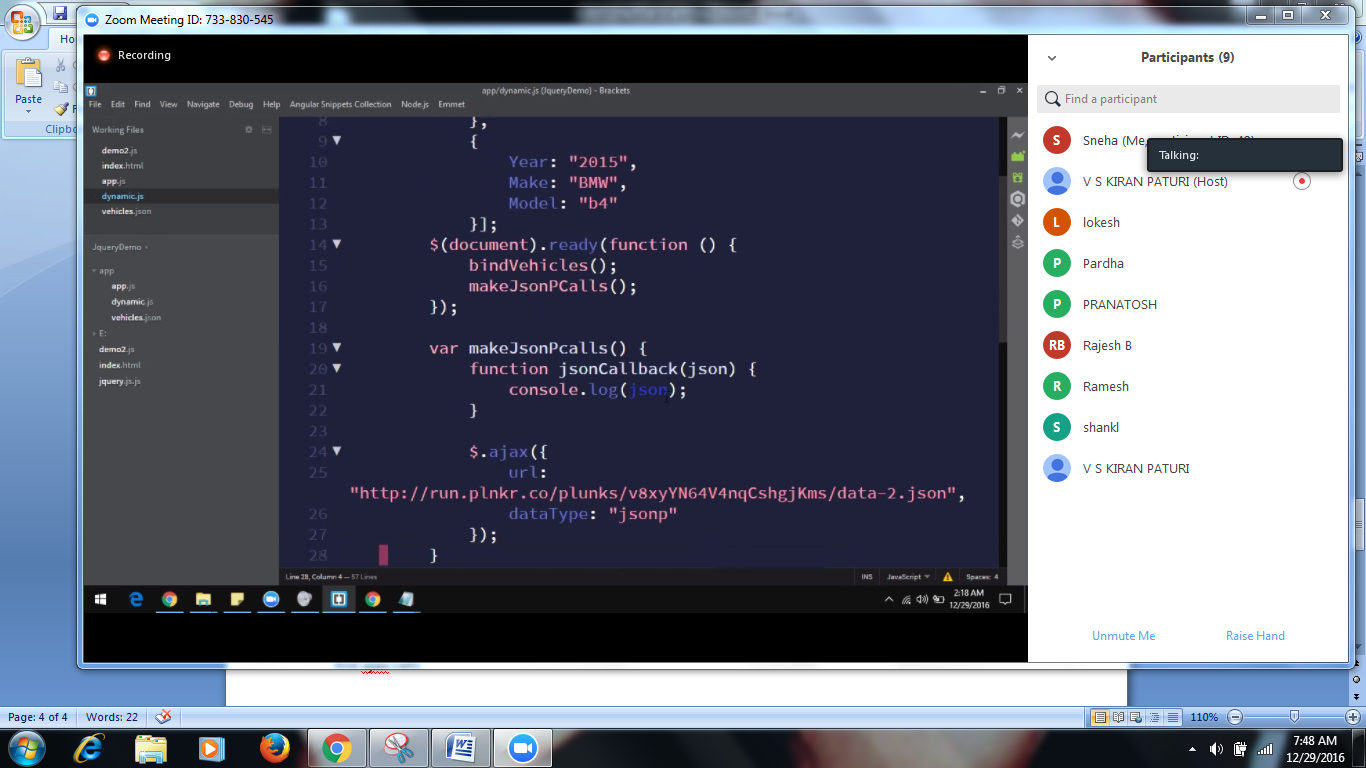 Zoom Meeting ID: 733-830-545
Paste
Recording
app/dynamic.js (JqueryDemo) - Brackets
File Edit Find View Navigate Debug Help Angular Snippets Collection Node.js Emmet
Working Files
demo2.js
index.html
app.js
dynamic.js
vehicles.json
JqueryDemo
app
app.js
dynamic.js
vehicles.json
E:
demo2.js
index.html
jquery.js.js
8 },
9 {
10 Year: "2015",
11 Make: "BMW",
12 Model: "b4"
13 }];
14 $(document).ready(function () {
15 bindVehicles();
16 makeJsonPCalls();
17 });
18
19 var makeJsonPcalls() {
20 function jsonCallback(json) {
21 console.log(json);
22 }
23
24 $.ajax({
25 url:
"http://run.plnkr.co/plunks/v8xyYN64V4nqCshgjKms/data-2.json",
26 dataType: "jsonp"
27 });
28 }
Line 28, Column 4 — 57 Lines
INS JavaScript Spaces: 4
2:18 AM
12/29/2016
Participants (9)
Find a participant
Sneha (Me,
Talking:
V S KIRAN PATURI (Host)
L lokesh
P Pardha
P PRANATOSH
RB Rajesh B
R Ramesh
S shankl
V S KIRAN PATURI
Unmute Me Raise Hand
Page: 4 of 4 Words: 22 110%
7:48 AM
12/29/2016